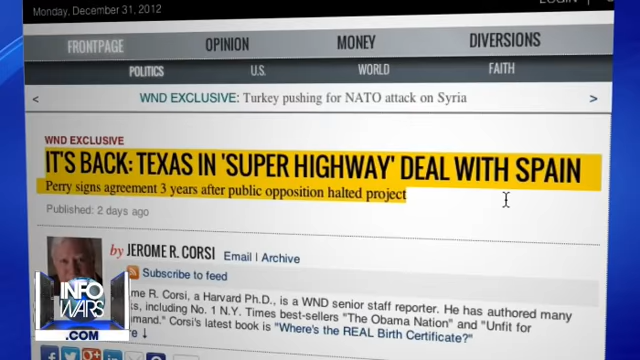 Monday, December 31, 2012
LOGIN
FRONTPAGE OPINION MONEY DIVERSIONS
POLITICS U.S. WORLD FAITH
< WND EXCLUSIVE: Turkey pushing for NATO attack on Syria >
WND EXCLUSIVE
IT'S BACK: TEXAS IN 'SUPER HIGHWAY' DEAL WITH SPAIN
Perry signs agreement 3 years after public opposition halted project
Published: 2 days ago
by JEROME R. CORSI Email | Archive
Subscribe to feed
me R. Corsi, a Harvard Ph.D., is a WND senior staff reporter. He has authored many
ks, including No. 1 N.Y. Times best-sellers "The Obama Nation" and "Unfit for
mmand." Corsi's latest book is "Where's the REAL Birth Certificate?"
e ↓
INFO
WARS
.COM